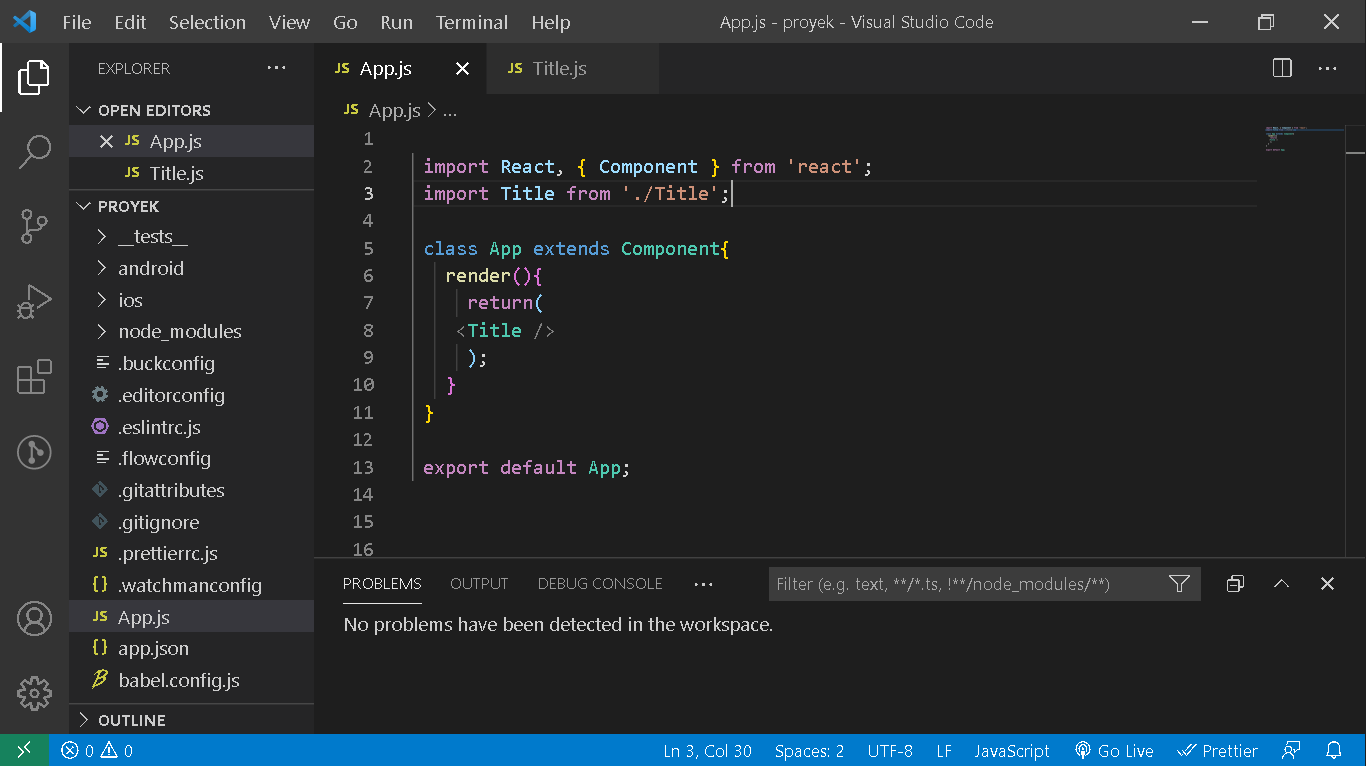 File Edit Selection View Go Run Terminal Help App.js - proyek - Visual Studio Code
EXPLORER
OPEN EDITORS
JS App.js
JS Title.js
PROYEK
__tests__
android
ios
node_modules
.buckconfig
.editorconfig
.eslintrc.js
.flowconfig
.gitattributes
.gitignore
JS .prettierrc.js
{} .watchmanconfig
JS App.js
{} app.json
babel.config.js
OUTLINE
JS App.js JS Title.js
JS App.js > ...
1
2 import React, { Component } from 'react';
3 import Title from './Title';
4
5 class App extends Component{
6 render(){
7 return(
8 <Title />
9 );
10 }
11 }
12
13 export default App;
14
15
16
PROBLEMS OUTPUT DEBUG CONSOLE ... Filter (e.g. text, **/*.ts, !**/node_modules/**)
No problems have been detected in the workspace.
0 0 Ln 3, Col 30 Spaces: 2 UTF-8 LF JavaScript Go Live Prettier